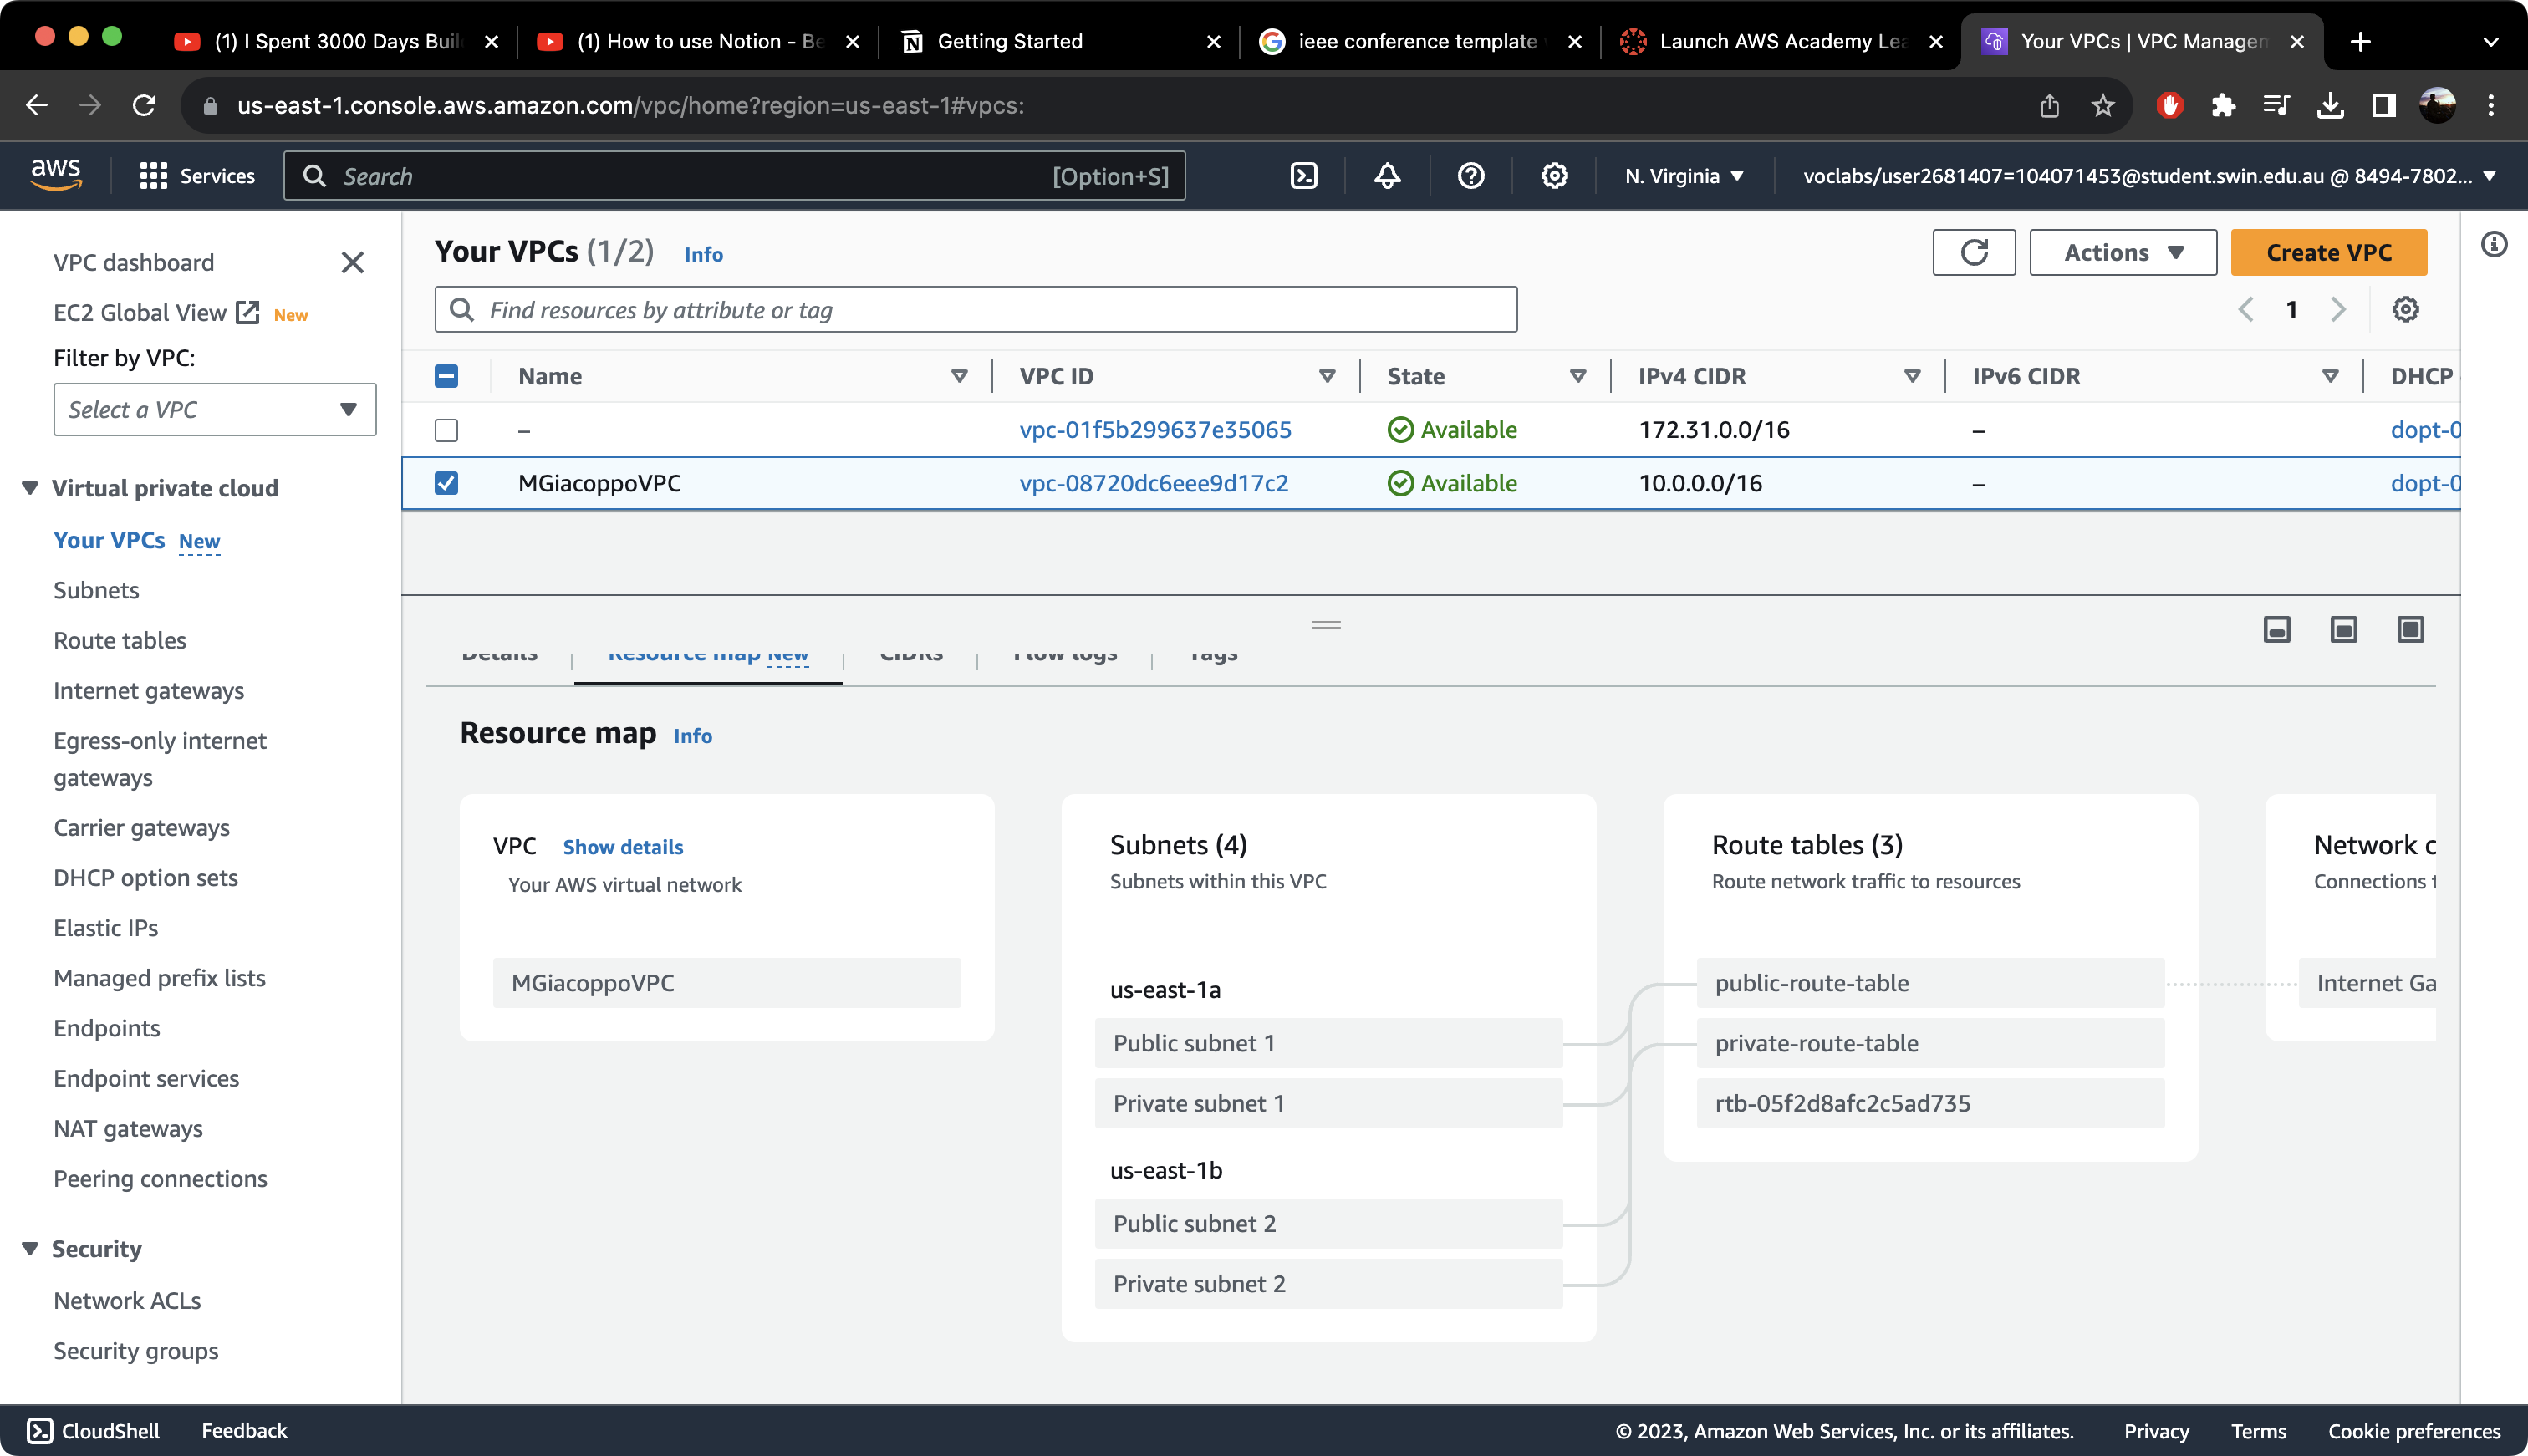 (1) I Spent 3000 Days Buil
(1) How to use Notion - Be
Getting Started
ieee conference template
Launch AWS Academy Lea
Your VPCs | VPC Managem
us-east-1.console.aws.amazon.com/vpc/home?region=us-east-1#vpcs:
aws
Services
Search
[Option+S]
N. Virginia
voclabs/user2681407=104071453@student.swin.edu.au @ 8494-7802...
VPC dashboard
EC2 Global View New
Filter by VPC:
Select a VPC
Virtual private cloud
Your VPCs New
Subnets
Route tables
Internet gateways
Egress-only internet
gateways
Carrier gateways
DHCP option sets
Elastic IPs
Managed prefix lists
Endpoints
Endpoint services
NAT gateways
Peering connections
Security
Network ACLs
Security groups
Your VPCs (1/2) Info
Actions
Create VPC
Find resources by attribute or tag
1
Name VPC ID State IPv4 CIDR IPv6 CIDR DHCP
– vpc-01f5b299637e35065 Available 172.31.0.0/16 – dopt-0
MGiacoppoVPC vpc-08720dc6eee9d17c2 Available 10.0.0.0/16 – dopt-0
Details Resource map New CIDRs Flow logs Tags
Resource map Info
VPC Show details
Your AWS virtual network
MGiacoppoVPC
Subnets (4)
Subnets within this VPC
us-east-1a
Public subnet 1
Private subnet 1
us-east-1b
Public subnet 2
Private subnet 2
Route tables (3)
Route network traffic to resources
public-route-table
private-route-table
rtb-05f2d8afc2c5ad735
Network c
Connections t
Internet Ga
CloudShell
Feedback
© 2023, Amazon Web Services, Inc. or its affiliates.
Privacy
Terms
Cookie preferences